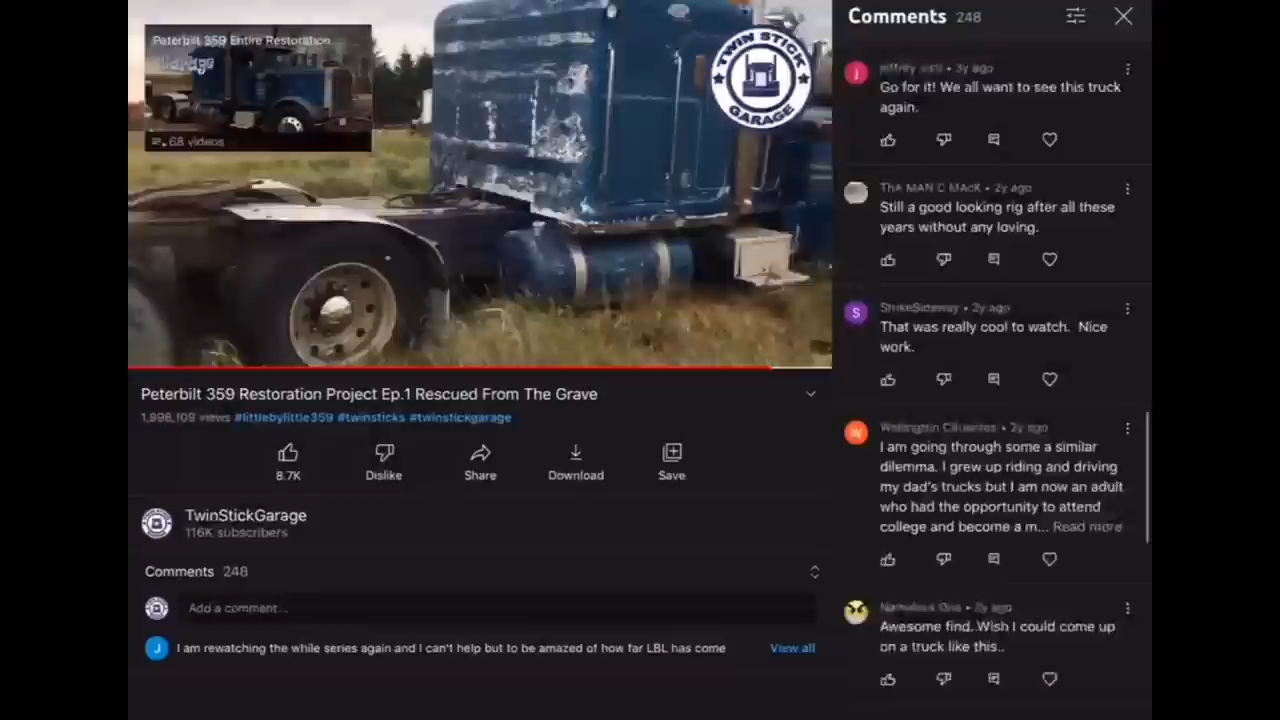 Peterbilt 359 Entire Restoration
Garage
68 videos
TWIN STICK
GARAGE
Peterbilt 359 Restoration Project Ep.1 Rescued From The Grave
1,998,109 views #littlebylittle359 #twinsticks #twinstickgarage
8.7K
Dislike
Share
Download
Save
TwinStickGarage
116K subscribers
Comments 248
Add a comment...
J
I am rewatching the while series again and I can't help but to be amazed of how far LBL has come
View all
Comments 248
j
jeffrey • 3y ago
Go for it! We all want to see this truck
again.
ThA MAN C MAcK • 2y ago
Still a good looking rig after all these
years without any loving.
S
StrikeSideway • 2y ago
That was really cool to watch. Nice
work.
W
Wellington Cifuentes • 2y ago
I am going through some a similar
dilemma. I grew up riding and driving
my dad's trucks but I am now an adult
who had the opportunity to attend
college and become a m... Read more
Nameless One • 2y ago
Awesome find..Wish I could come up
on a truck like this..